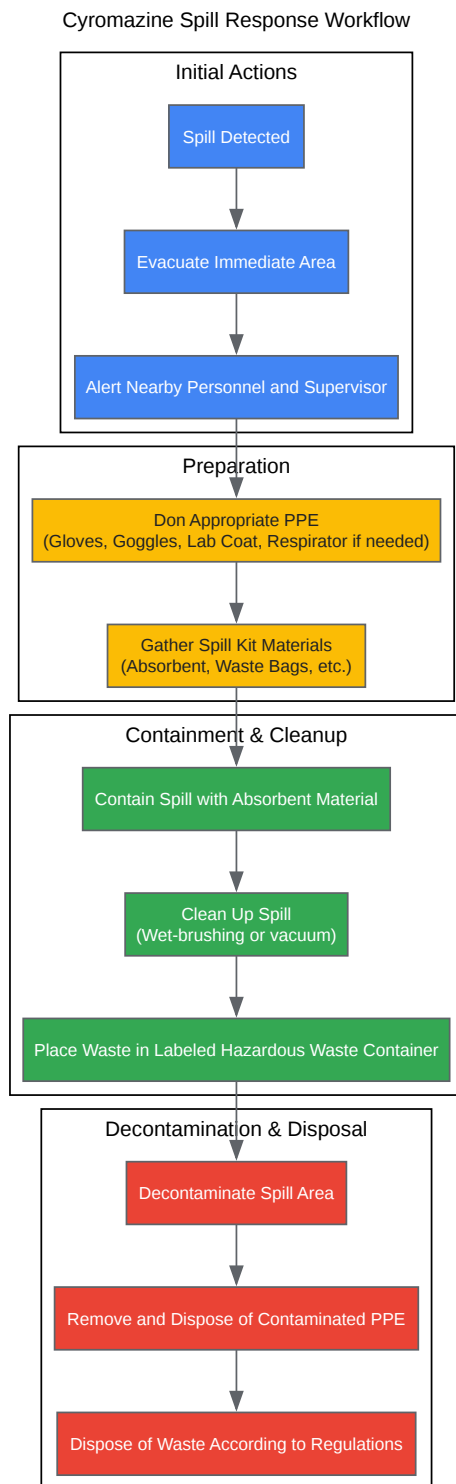 Cyromazine Spill Response Workflow
Initial Actions
Spill Detected
Evacuate Immediate Area
Alert Nearby Personnel and Supervisor
Preparation
Don Appropriate PPE
(Gloves, Goggles, Lab Coat, Respirator if needed)
Gather Spill Kit Materials
(Absorbent, Waste Bags, etc.)
Containment & Cleanup
Contain Spill with Absorbent Material
Clean Up Spill
(Wet-brushing or vacuum)
Place Waste in Labeled Hazardous Waste Container
Decontamination & Disposal
Decontaminate Spill Area
Remove and Dispose of Contaminated PPE
Dispose of Waste According to Regulations